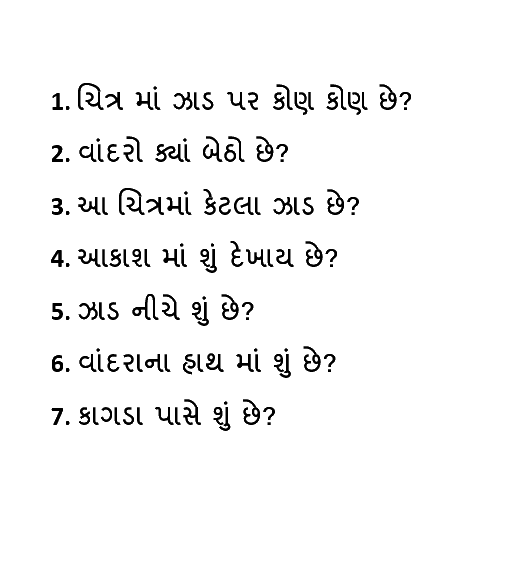 1. ચિત્ર માં ઝાડ પર કોણ કોણ છે?
2. વાંદરો ક્યાં બેઠો છે?
3. આ ચિત્રમાં કેટલા ઝાડ છે?
4. આકાશ માં શું દેખાય છે?
5. ઝાડ નીચે શું છે?
6. વાંદરાના હાથ માં શું છે?
7. કાગડા પાસે શું છે?